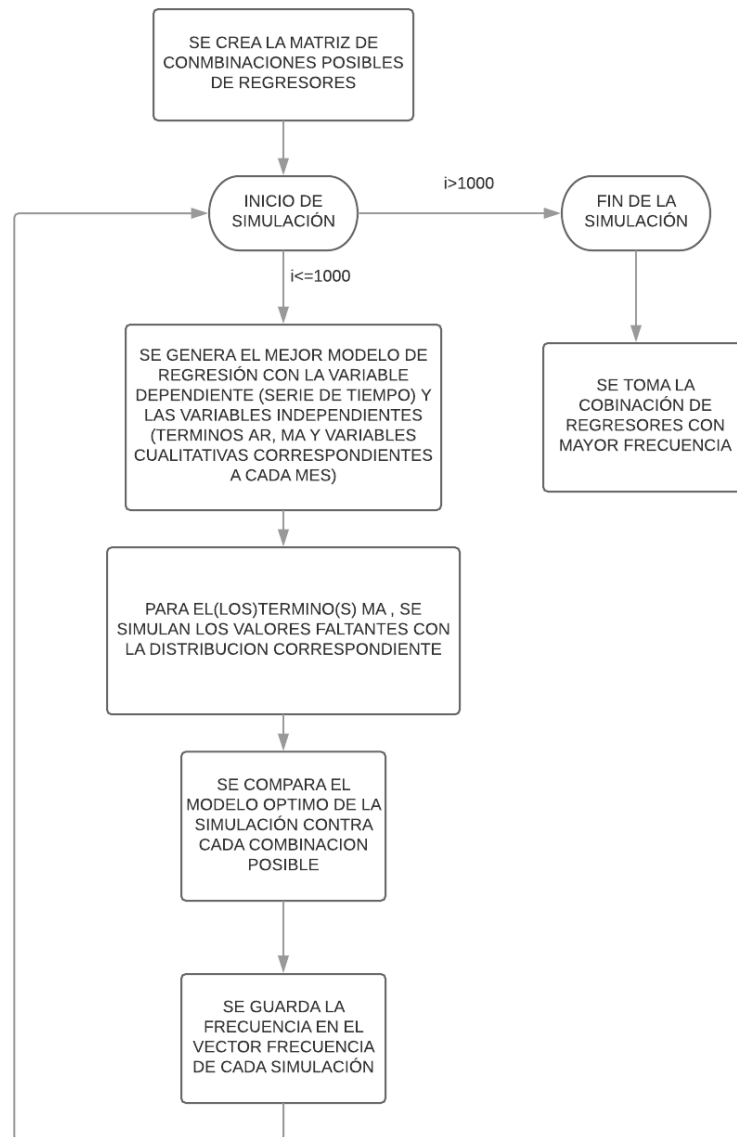 SE CREA LA MATRIZ DE
CONMBINACIONES POSIBLES
DE REGRESORES
INICIO DE
SIMULACIÓN
i>1000
FIN DE LA
SIMULACIÓN
i<=1000
SE GENERA EL MEJOR MODELO DE
REGRESIÓN CON LA VARIABLE
DEPENDIENTE (SERIE DE TIEMPO) Y
LAS VARIABLES INDEPENDIENTES
(TERMINOS AR, MA Y VARIABLES
CUALITATIVAS CORRESPONDIENTES
A CADA MES)
SE TOMA LA
COBINACIÓN DE
REGRESORES CON
MAYOR FRECUENCIA
PARA EL(LOS)TERMINO(S) MA , SE
SIMULAN LOS VALORES FALTANTES CON
LA DISTRIBUCION CORRESPONDIENTE
SE COMPARA EL
MODELO OPTIMO DE LA
SIMULACIÓN CONTRA
CADA COMBINACION
POSIBLE
SE GUARDA LA
FRECUENCIA EN EL
VECTOR FRECUENCIA
DE CADA SIMULACIÓN